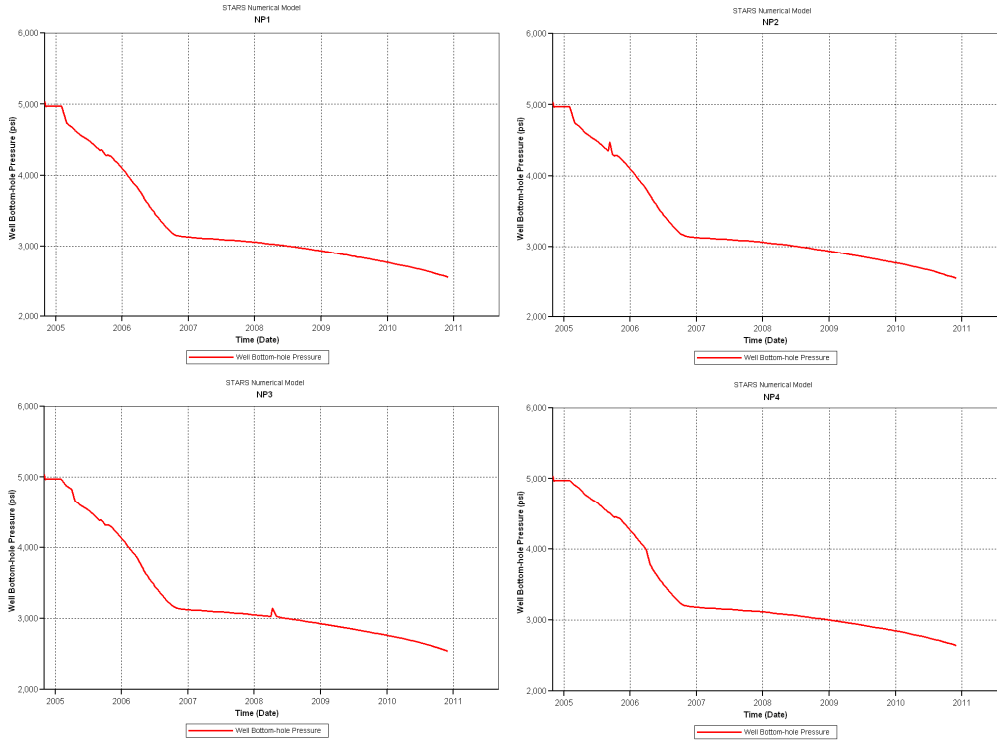 STARS Numerical Model
NP1
6,000
5,000
4,000
3,000
2,000
Well Bottom-hole Pressure (psi)
2005 2006 2007 2008 2009 2010 2011
Time (Date)
Well Bottom-hole Pressure
STARS Numerical Model
NP2
6,000
5,000
4,000
3,000
2,000
Well Bottom-hole Pressure (psi)
2005 2006 2007 2008 2009 2010 2011
Time (Date)
Well Bottom-hole Pressure
STARS Numerical Model
NP3
6,000
5,000
4,000
3,000
2,000
Well Bottom-hole Pressure (psi)
2005 2006 2007 2008 2009 2010 2011
Time (Date)
Well Bottom-hole Pressure
STARS Numerical Model
NP4
6,000
5,000
4,000
3,000
2,000
Well Bottom-hole Pressure (psi)
2005 2006 2007 2008 2009 2010 2011
Time (Date)
Well Bottom-hole Pressure